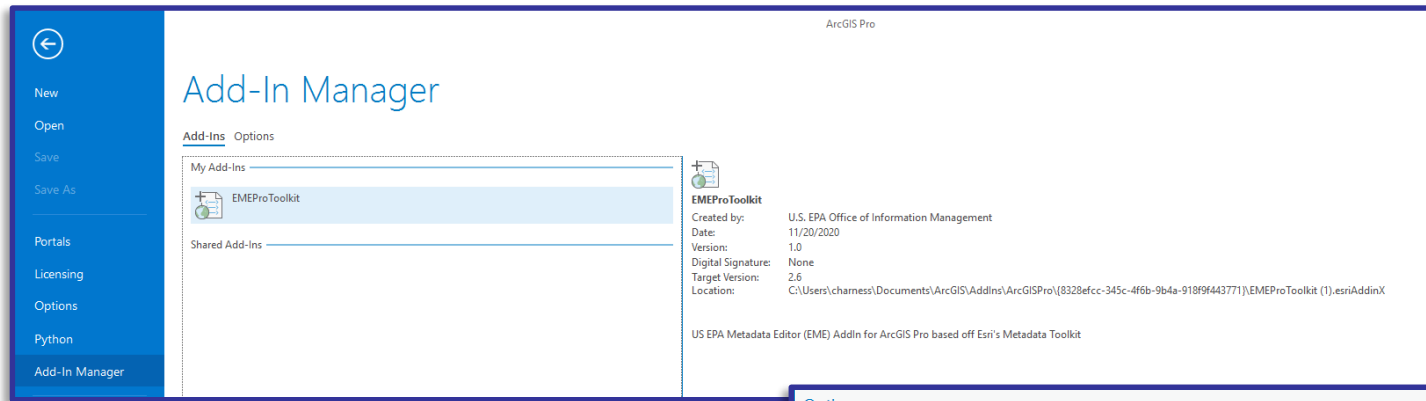 ArcGIS Pro
New
Open
Save
Save As
Portals
Licensing
Options
Python
Add-In Manager
Add-In Manager
Add-Ins Options
My Add-Ins
EMEProToolkit
Shared Add-Ins
EMEProToolkit
Created by: U.S. EPA Office of Information Management
Date: 11/20/2020
Version: 1.0
Digital Signature: None
Target Version: 2.6
Location: C:\Users\charness\Documents\ArcGIS\AddIns\ArcGISPro\{8328efcc-345c-4f6b-9b4a-918f9f443771}\EMEProToolkit (1).esriAddinX
US EPA Metadata Editor (EME) AddIn for ArcGIS Pro based off Esri's Metadata Toolkit